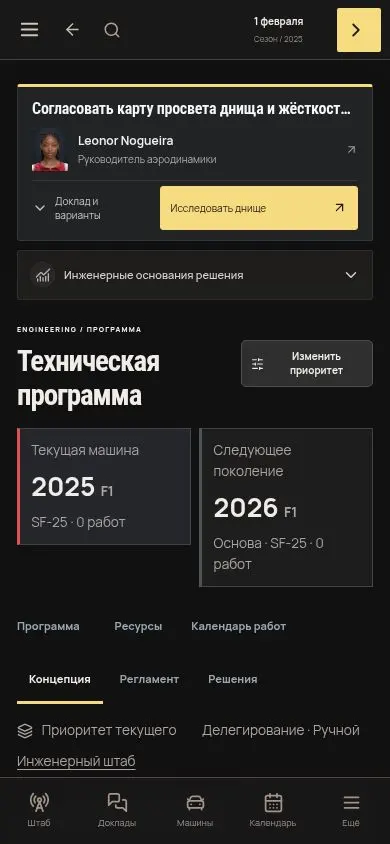 1 февраля
Сезон / 2025
Согласовать карту просвета днища и жёсткост…
Leonor Nogueira
Руководитель аэродинамики
Доклад и
варианты
Исследовать днище
Инженерные основания решения
ENGINEERING / ПРОГРАММА
Техническая
программа
Изменить
приоритет
Текущая машина
2025 F1
SF-25 · 0 работ
Следующее
поколение
2026 F1
Основа · SF-25 · 0
работ
Программа
Ресурсы
Календарь работ
Концепция
Регламент
Решения
Приоритет текущего
Делегирование · Ручной
Инженерный штаб
Штаб
Доклады
Машины
Календарь
Ещё